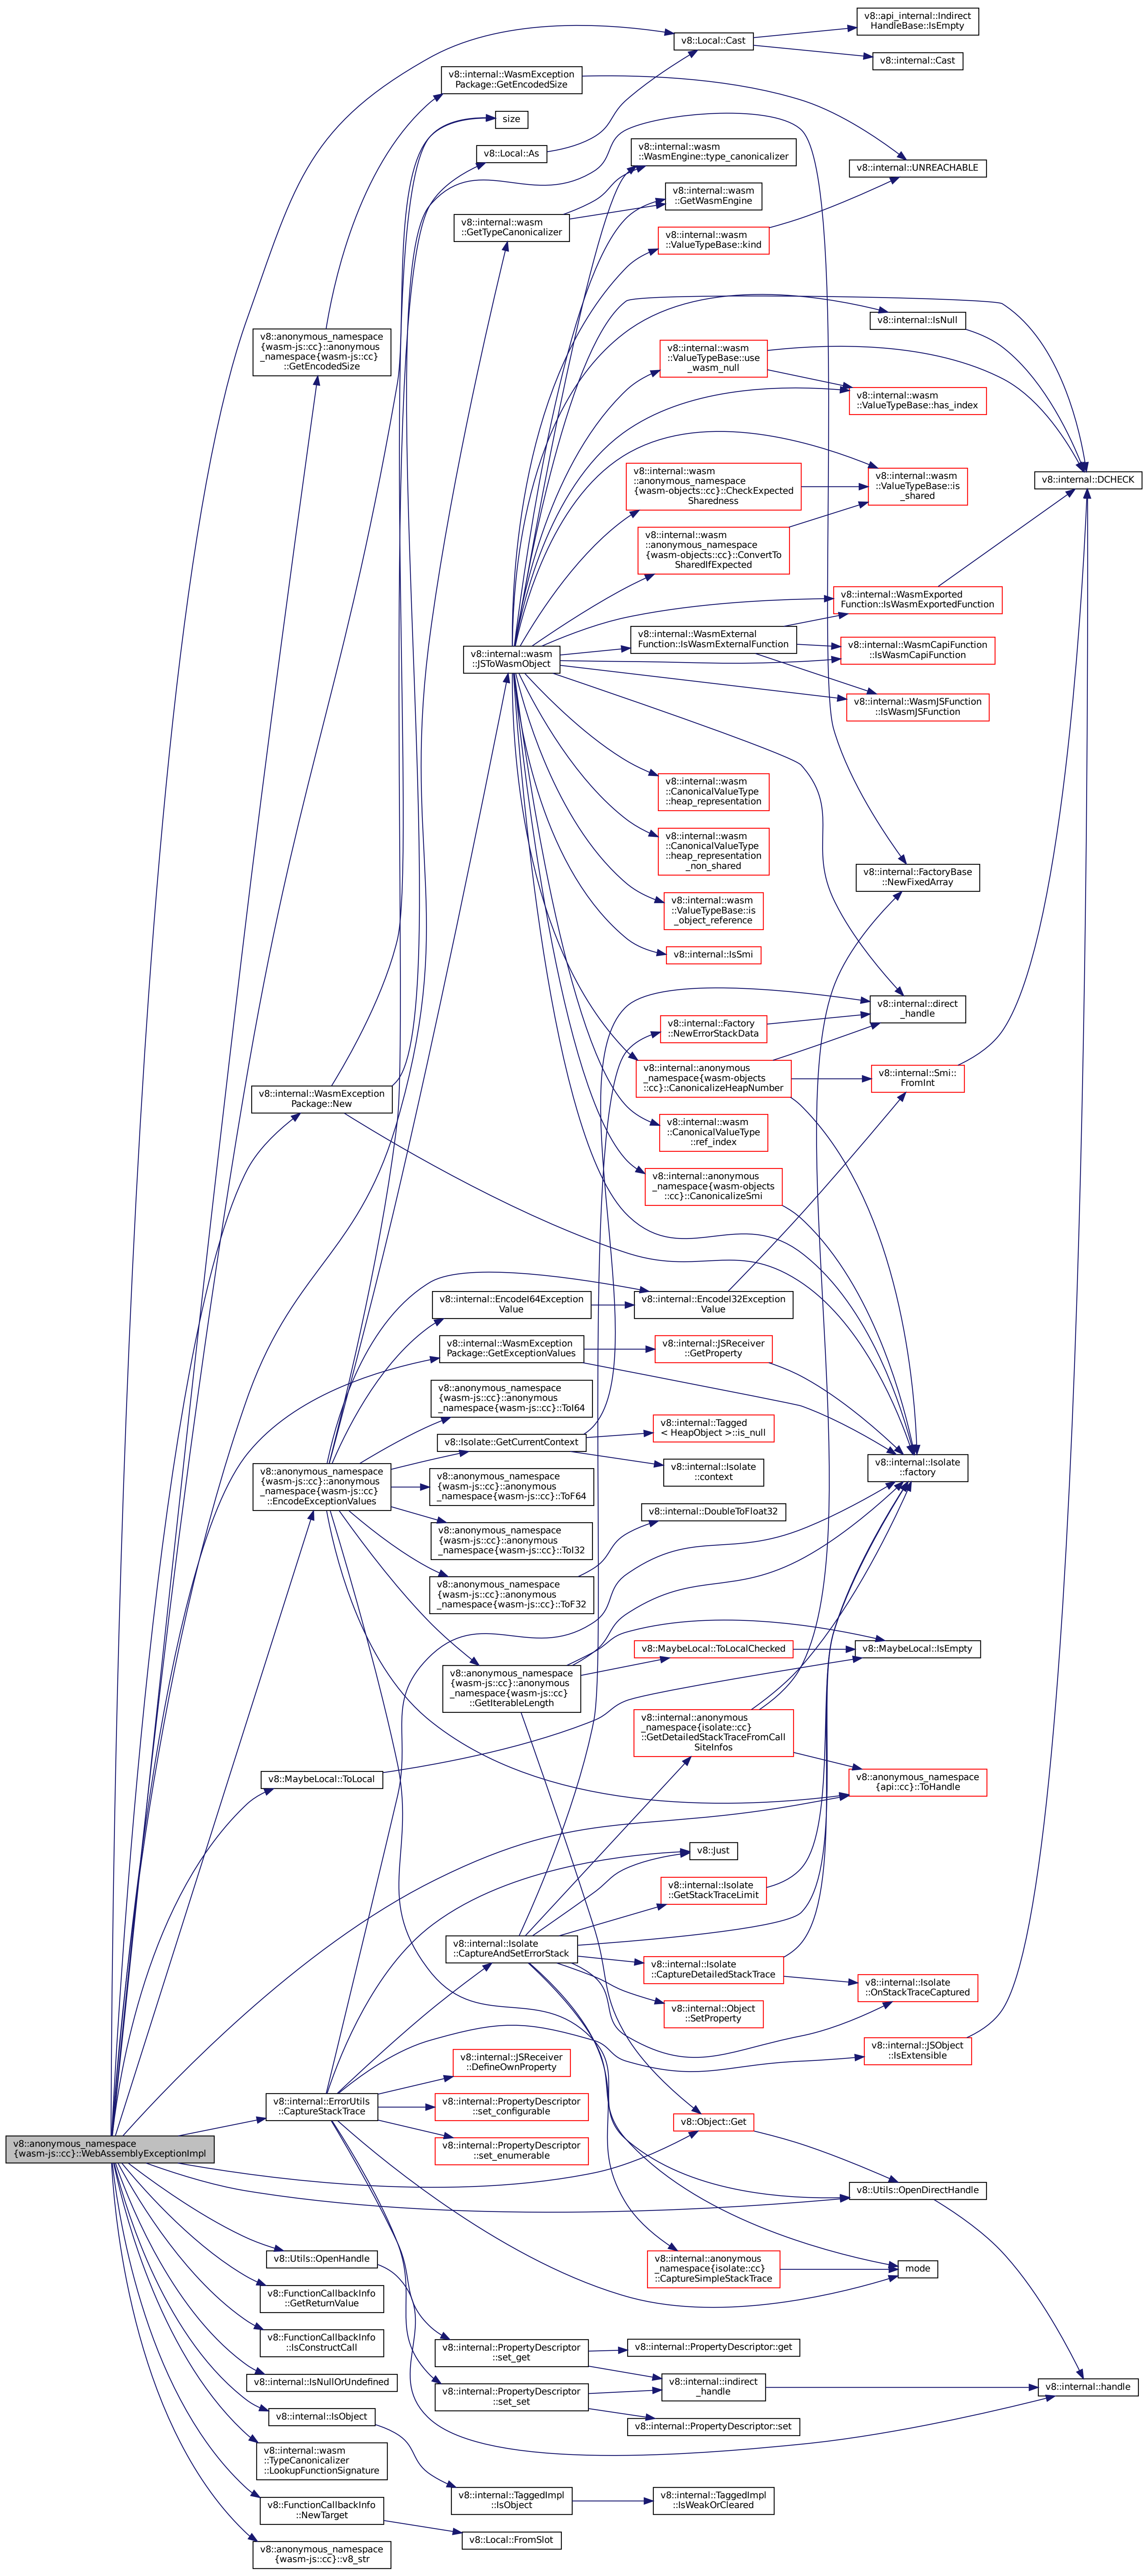 v8::Local::Cast
v8::api_internal::Indirect
HandleBase::IsEmpty
v8::internal::Cast
v8::internal::WasmException
Package::GetEncodedSize
size
v8::Local::As
v8::internal::wasm
::WasmEngine::type_canonicalizer
v8::internal::UNREACHABLE
v8::internal::wasm
::GetWasmEngine
v8::internal::wasm
::GetTypeCanonicalizer
v8::internal::wasm
::ValueTypeBase::kind
v8::internal::IsNull
v8::anonymous_namespace
{wasm-js::cc}::anonymous
_namespace{wasm-js::cc}
::GetEncodedSize
v8::internal::wasm
::ValueTypeBase::use
_wasm_null
v8::internal::wasm
::ValueTypeBase::has_index
v8::internal::wasm
::anonymous_namespace
{wasm-objects::cc}::CheckExpected
Sharedness
v8::internal::wasm
::ValueTypeBase::is
_shared
v8::internal::DCHECK
v8::internal::wasm
::anonymous_namespace
{wasm-objects::cc}::ConvertTo
SharedIfExpected
v8::internal::WasmExported
Function::IsWasmExportedFunction
v8::internal::WasmExternal
Function::IsWasmExternalFunction
v8::internal::WasmCapiFunction
::IsWasmCapiFunction
v8::internal::wasm
::JSToWasmObject
v8::internal::WasmJSFunction
::IsWasmJSFunction
v8::internal::wasm
::CanonicalValueType
::heap_representation
v8::internal::wasm
::CanonicalValueType
::heap_representation
_non_shared
v8::internal::FactoryBase
::NewFixedArray
v8::internal::wasm
::ValueTypeBase::is
_object_reference
v8::internal::IsSmi
v8::internal::direct
_handle
v8::internal::Factory
::NewErrorStackData
v8::internal::WasmException
Package::New
v8::internal::anonymous
_namespace{wasm-objects
::cc}::CanonicalizeHeapNumber
v8::internal::Smi::
FromInt
v8::internal::wasm
::CanonicalValueType
::ref_index
v8::internal::anonymous
_namespace{wasm-objects
::cc}::CanonicalizeSmi
v8::internal::EncodeI64Exception
Value
v8::internal::EncodeI32Exception
Value
v8::internal::WasmException
Package::GetExceptionValues
v8::internal::JSReceiver
::GetProperty
v8::anonymous_namespace
{wasm-js::cc}::anonymous
_namespace{wasm-js::cc}::ToI64
v8::Isolate::GetCurrentContext
v8::internal::Tagged
< HeapObject >::is_null
v8::internal::Isolate
::context
v8::internal::Isolate
::factory
v8::anonymous_namespace
{wasm-js::cc}::anonymous
_namespace{wasm-js::cc}
::EncodeExceptionValues
v8::anonymous_namespace
{wasm-js::cc}::anonymous
_namespace{wasm-js::cc}::ToF64
v8::internal::DoubleToFloat32
v8::anonymous_namespace
{wasm-js::cc}::anonymous
_namespace{wasm-js::cc}::ToI32
v8::anonymous_namespace
{wasm-js::cc}::anonymous
_namespace{wasm-js::cc}::ToF32
v8::anonymous_namespace
{wasm-js::cc}::anonymous
_namespace{wasm-js::cc}
::GetIterableLength
v8::MaybeLocal::ToLocalChecked
v8::MaybeLocal::IsEmpty
v8::internal::anonymous
_namespace{isolate::cc}
::GetDetailedStackTraceFromCall
SiteInfos
v8::MaybeLocal::ToLocal
v8::anonymous_namespace
{api::cc}::ToHandle
v8::Just
v8::internal::Isolate
::GetStackTraceLimit
v8::internal::Isolate
::CaptureAndSetErrorStack
v8::internal::Isolate
::CaptureDetailedStackTrace
v8::internal::Isolate
::OnStackTraceCaptured
v8::internal::Object
::SetProperty
v8::internal::JSObject
::IsExtensible
v8::internal::JSReceiver
::DefineOwnProperty
v8::internal::ErrorUtils
::CaptureStackTrace
v8::internal::PropertyDescriptor
::set_configurable
v8::Object::Get
v8::anonymous_namespace
{wasm-js::cc}::WebAssemblyExceptionImpl
v8::internal::PropertyDescriptor
::set_enumerable
v8::Utils::OpenDirectHandle
v8::Utils::OpenHandle
v8::internal::anonymous
_namespace{isolate::cc}
::CaptureSimpleStackTrace
mode
v8::FunctionCallbackInfo
::GetReturnValue
v8::FunctionCallbackInfo
::IsConstructCall
v8::internal::PropertyDescriptor
::set_get
v8::internal::PropertyDescriptor::get
v8::internal::IsNullOrUndefined
v8::internal::indirect
_handle
v8::internal::handle
v8::internal::PropertyDescriptor
::set_set
v8::internal::PropertyDescriptor::set
v8::internal::IsObject
v8::internal::wasm
::TypeCanonicalizer
::LookupFunctionSignature
v8::internal::TaggedImpl
::IsObject
v8::internal::TaggedImpl
::IsWeakOrCleared
v8::FunctionCallbackInfo
::NewTarget
v8::Local::FromSlot
v8::anonymous_namespace
{wasm-js::cc}::v8_str